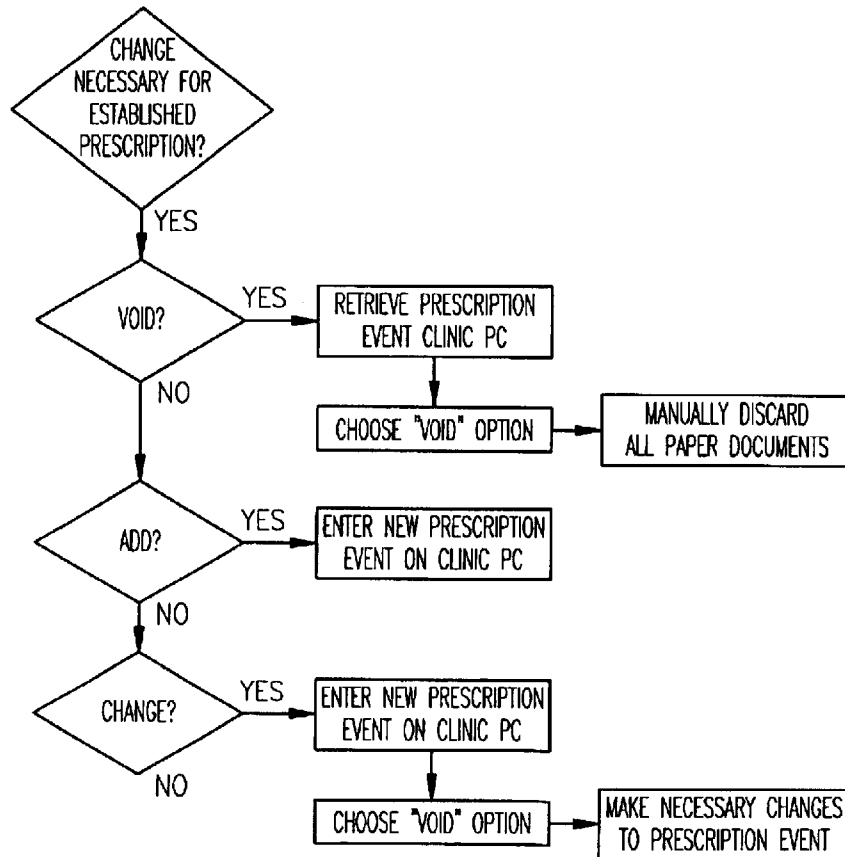 CHANGE
NECESSARY FOR
ESTABLISHED
PRESCRIPTION?
YES
VOID?
YES
RETRIEVE PRESCRIPTION
EVENT CLINIC PC
NO
CHOOSE "VOID" OPTION
MANUALLY DISCARD
ALL PAPER DOCUMENTS
ADD?
YES
ENTER NEW PRESCRIPTION
EVENT ON CLINIC PC
NO
CHANGE?
YES
ENTER NEW PRESCRIPTION
EVENT ON CLINIC PC
NO
CHOOSE "VOID" OPTION
MAKE NECESSARY CHANGES
TO PRESCRIPTION EVENT